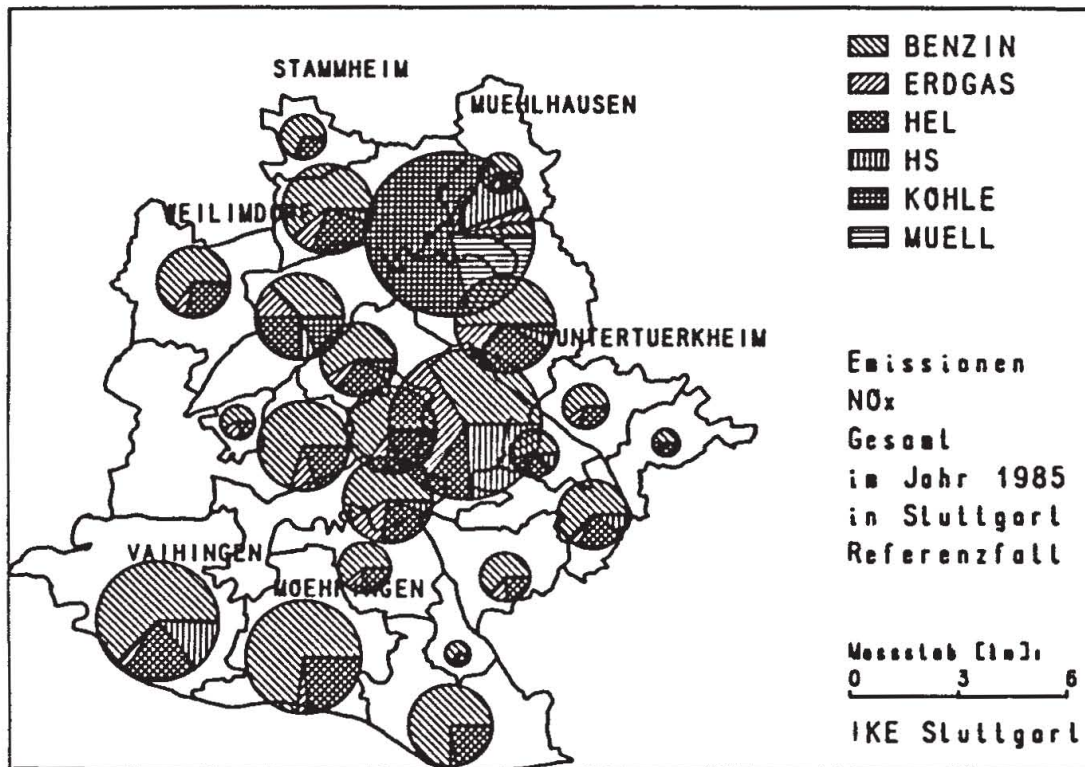 STAMMHEIM
MUEHLHAUSEN
WEILIMDORF
UNTERTUERKHEIM
VAIHINGEN
MOEHRINGEN
BENZIN
ERDGAS
HEL
HS
KOHLE
MUELL
Emissionen
NOx
Gesamt
im Jahr 1985
in Stuttgart
Referenzfall
Massstab [km]:
0 3 6
IKE Stuttgart